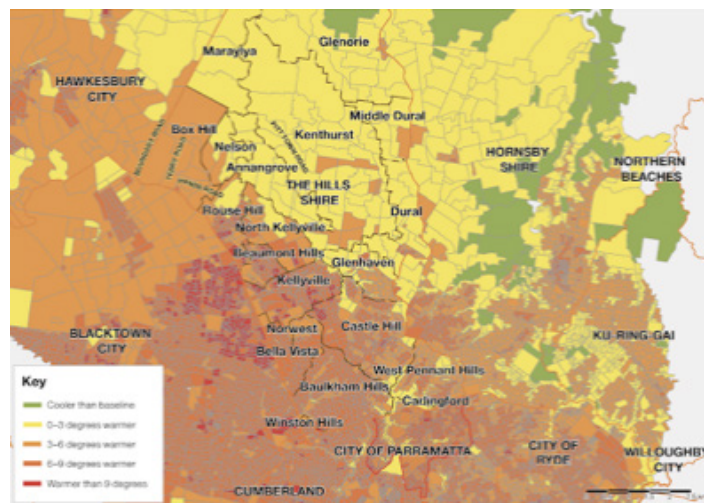 Maraylya
Glenorie
HAWKESBURY
CITY
Middle Dural
Box Hill
Kenthurst
Nelson
HORNSBY
SHIRE
NORTHERN
BEACHES
Annangrove
THE HILLS
SHIRE
Rouse Hill
Dural
North Kellyville
Beaumont Hills
Glenhaven
Kellyville
BLACKTOWN
CITY
Norwest
Castle Hill
KU-RING-GAI
Bella Vista
West Pennant Hills
Baulkham Hills
Carlingford
Winston Hills
CITY OF PARRAMATTA
CITY OF
RYDE
WILLOUGHBY
CITY
CUMBERLAND
Key
Cooler than baseline
0–3 degrees warmer
3–6 degrees warmer
6–9 degrees warmer
Warmer than 9 degrees